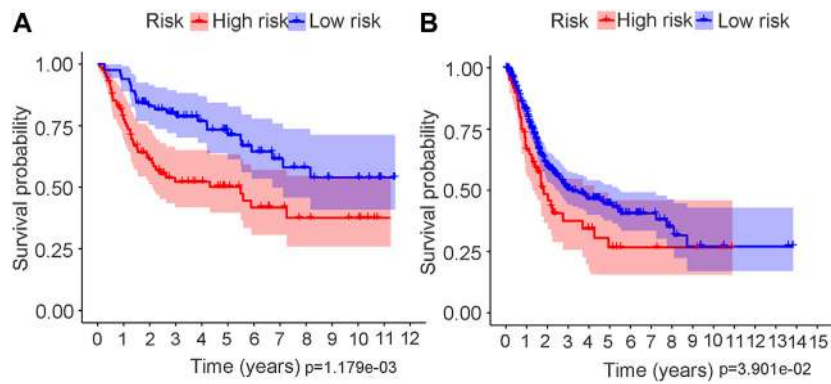 A
Risk High risk Low risk
Survival probability
1.00
0.75
0.50
0.25
0.00
0 1 2 3 4 5 6 7 8 9 10 11 12
Time (years) p=1.179e-03
B
Risk High risk Low risk
Survival probability
1.00
0.75
0.50
0.25
0.00
0 1 2 3 4 5 6 7 8 9 10 11 12 13 14 15
Time (years) p=3.901e-02